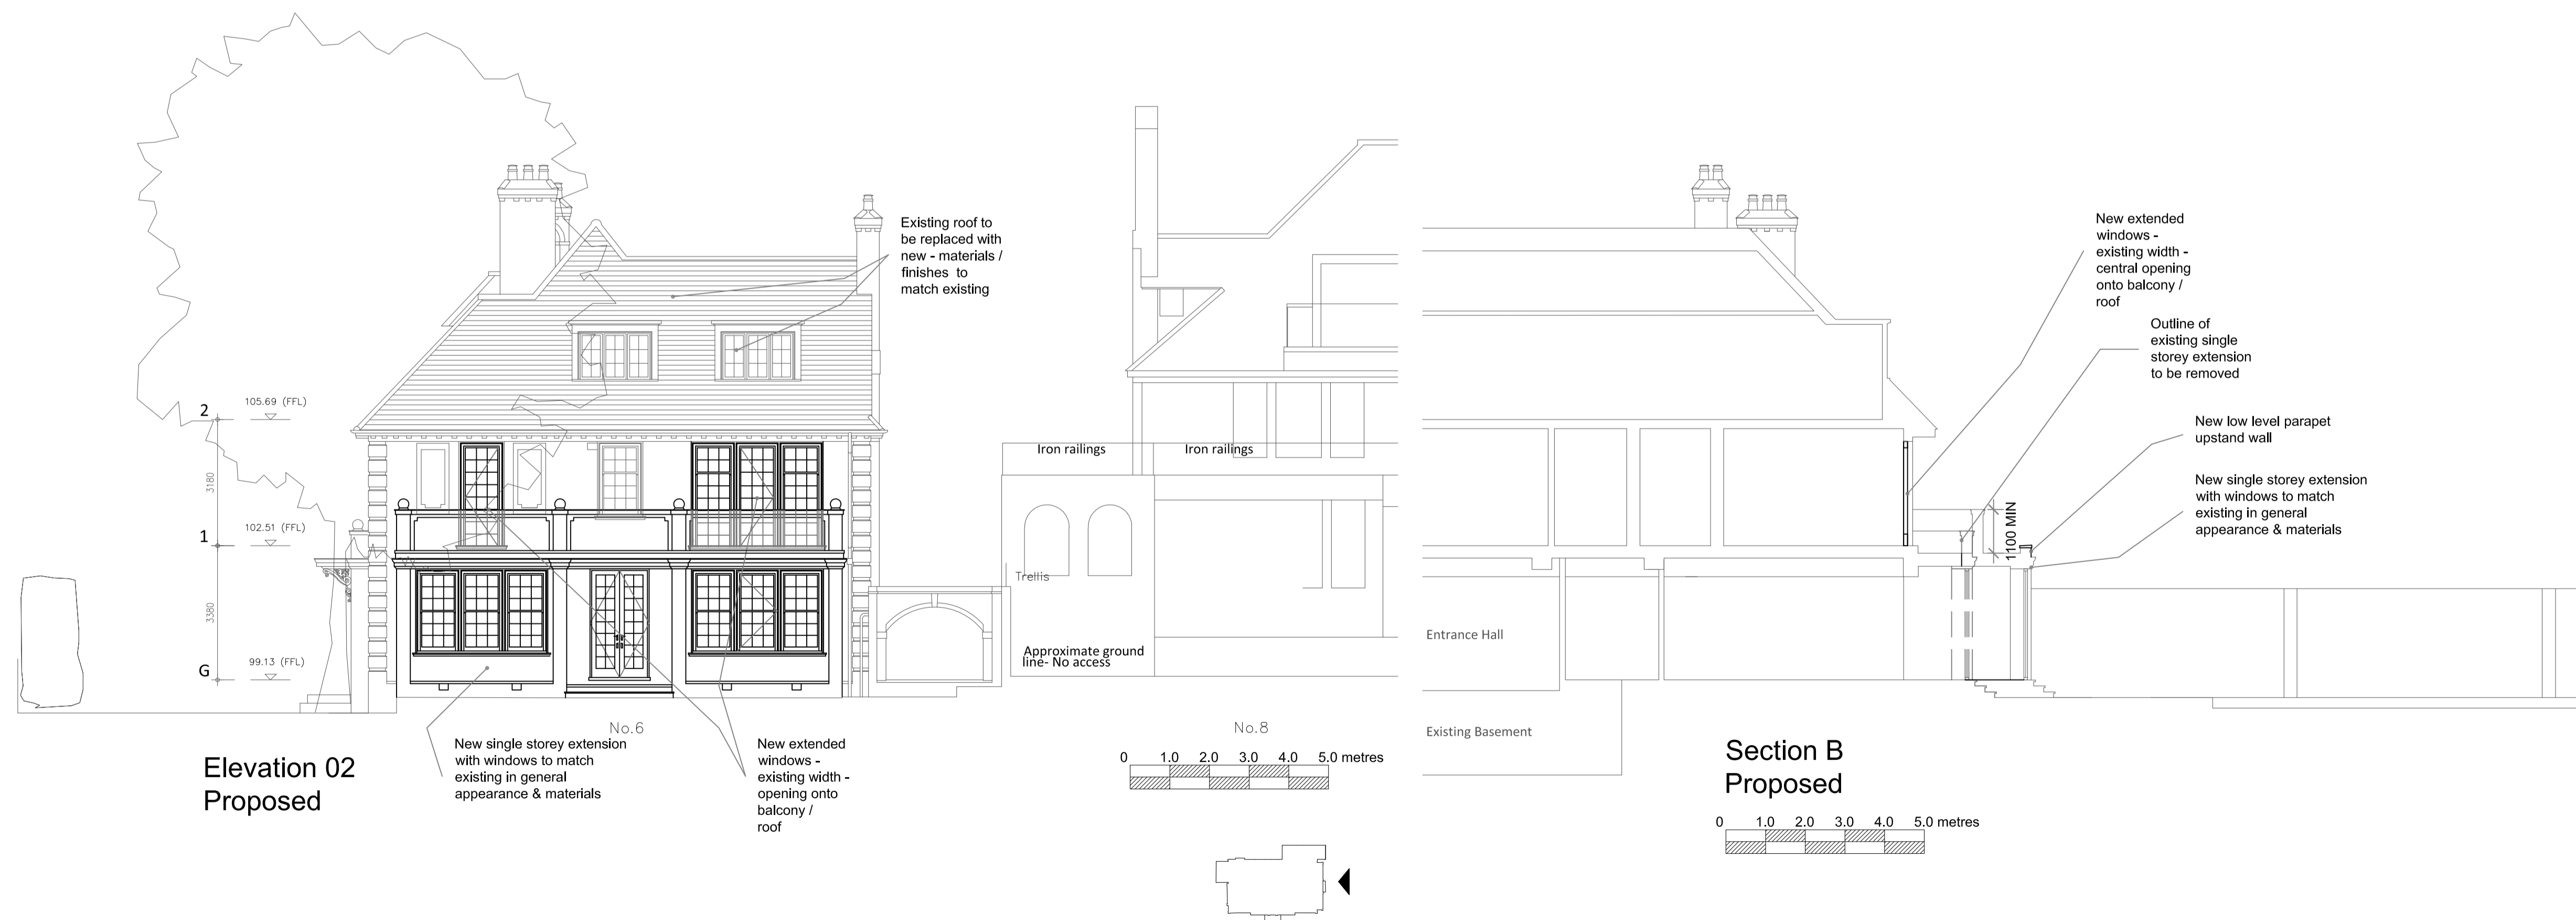 Existing roof to
be replaced with
new - materials /
finishes to
match existing
2
105.69 (FFL)
3180
1
102.51 (FFL)
3380
G
99.13 (FFL)
Iron railings
Iron railings
Trellis
Approximate ground
line- No access
No.6
No.8
New single storey extension
with windows to match
existing in general
appearance & materials
New extended
windows -
existing width -
opening onto
balcony /
roof
Elevation 02
Proposed
0 1.0 2.0 3.0 4.0 5.0 metres
New extended
windows -
existing width -
central opening
onto balcony /
roof
Outline of
existing single
storey extension
to be removed
New low level parapet
upstand wall
New single storey extension
with windows to match
existing in general
appearance & materials
1100 MIN
Entrance Hall
Existing Basement
Section B
Proposed
0 1.0 2.0 3.0 4.0 5.0 metres